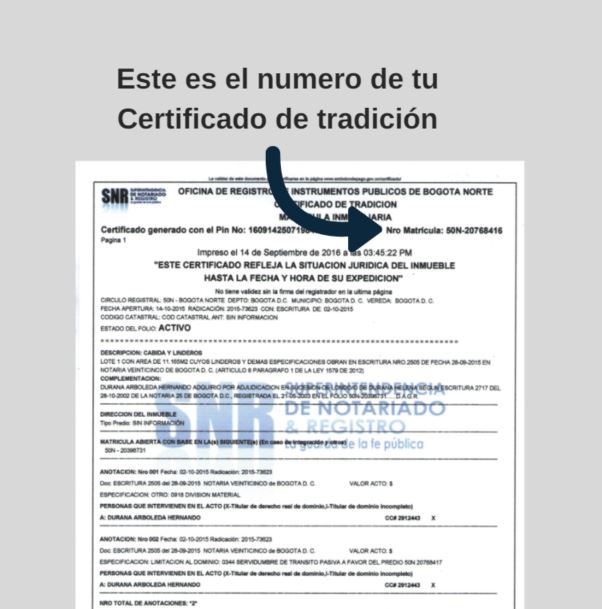 Este es el numero de tu
Certificado de tradición
La validez de este documento podrá verificarse en la página www.snrbotondepago.gov.co/certificado/
SNR SUPERINTENDENCIA DE NOTARIADO & REGISTRO
OFICINA DE REGISTRO DE INSTRUMENTOS PUBLICOS DE BOGOTA NORTE
CERTIFICADO DE TRADICION
MATRICULA INMOBILIARIA
Certificado generado con el Pin No: 1609142507198
Nro Matrícula: 50N-20768416
Pagina 1
Impreso el 14 de Septiembre de 2016 a las 03:45:22 PM
"ESTE CERTIFICADO REFLEJA LA SITUACION JURIDICA DEL INMUEBLE
HASTA LA FECHA Y HORA DE SU EXPEDICION"
No tiene validez sin la firma del registrador en la ultima página
CIRCULO REGISTRAL: 50N - BOGOTA NORTE DEPTO: BOGOTA D.C. MUNICIPIO: BOGOTA D. C. VEREDA: BOGOTA D. C.
FECHA APERTURA: 14-10-2015 RADICACIÓN: 2015-73623 CON: ESCRITURA DE: 02-10-2015
CODIGO CATASTRAL: COD CATASTRAL ANT: SIN INFORMACION
ESTADO DEL FOLIO: ACTIVO
DESCRIPCION: CABIDA Y LINDEROS
LOTE 1 CON AREA DE 11.165M2 CUYOS LINDEROS Y DEMAS ESPECIFICACIONES OBRAN EN ESCRITURA NRO.2505 DE FECHA 28-09-2015 EN
NOTARIA VEINTICINCO DE BOGOTA D. C. (ARTICULO 8 PARAGRAFO 1 DE LA LEY 1579 DE 2012)
COMPLEMENTACION:
DURANA ARBOLEDA HERNANDO ADQUIRIO POR ADJUDICACION EN SUCESION DE DURANA HELENA SEGUN ESCRITURA 2717 DEL
28-10-2002 DE LA NOTARIA 25 DE BOGOTA D.C., REGISTRADA EL 21-05-2003 EN EL FOLIO 50N-20398731.... D.A.G.R.
DIRECCION DEL INMUEBLE
Tipo Predio: SIN INFORMACIÓN
SNR SUPERINTENDENCIA
DE NOTARIADO
& REGISTRO
La guarda de la fe pública
MATRICULA ABIERTA CON BASE EN LA(s) SIGUIENTE(s) (En caso de integración y otros)
50N - 20398731
ANOTACION: Nro 001 Fecha: 02-10-2015 Radicación: 2015-73623
Doc: ESCRITURA 2505 del 28-09-2015 NOTARIA VEINTICINCO de BOGOTA D. C. VALOR ACTO: $
ESPECIFICACION: OTRO: 0918 DIVISION MATERIAL
PERSONAS QUE INTERVIENEN EN EL ACTO (X-Titular de derecho real de dominio,I-Titular de dominio incompleto)
A: DURANA ARBOLEDA HERNANDO CC# 2912443 X
ANOTACION: Nro 002 Fecha: 02-10-2015 Radicación: 2015-73623
Doc: ESCRITURA 2505 del 28-09-2015 NOTARIA VEINTICINCO de BOGOTA D. C. VALOR ACTO: $
ESPECIFICACION: LIMITACION AL DOMINIO: 0344 SERVIDUMBRE DE TRANSITO PASIVA A FAVOR DEL PREDIO 50N 20768417
PERSONAS QUE INTERVIENEN EN EL ACTO (X-Titular de derecho real de dominio,I-Titular de dominio incompleto)
A: DURANA ARBOLEDA HERNANDO CC# 2912443 X
NRO TOTAL DE ANOTACIONES: *2*